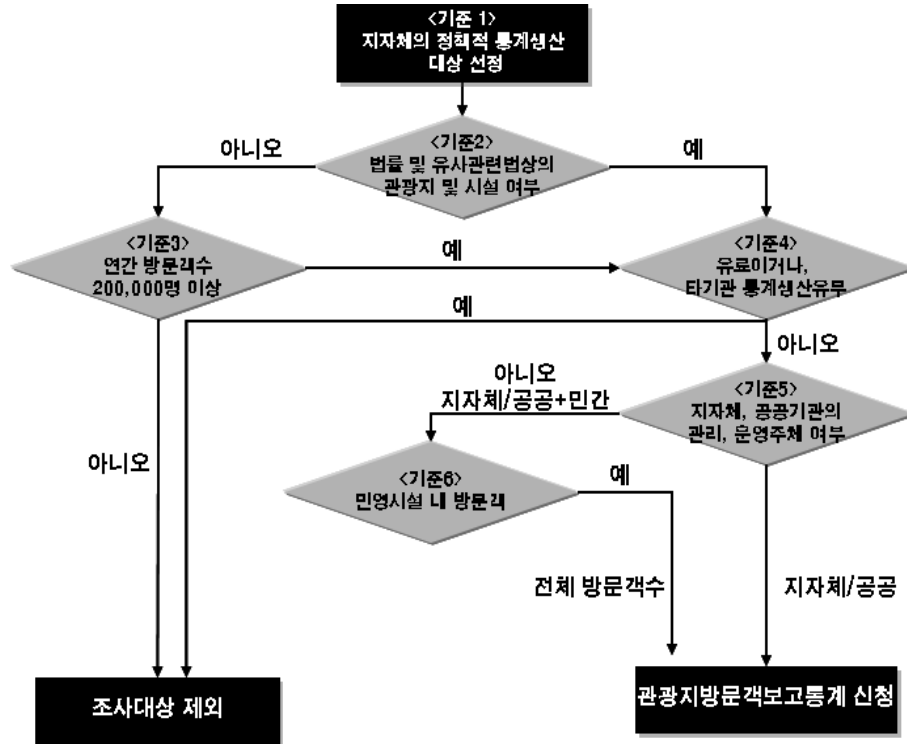 <기준 1>
지자체의 정책적 통계생산
대상 선정
<기준2>
법률 및 유사관련법상의
관광지 및 시설 여부
아니오
예
<기준3>
연간 방문객수
200,000명 이상
예
<기준4>
유료이거나,
타기관 통계생산유무
예
아니오
아니오
지자체/공공+민간
<기준5>
지자체, 공공기관의
관리, 운영주체 여부
아니오
<기준6>
민영시설 내 방문객
예
전체 방문객수
지자체/공공
조사대상 제외
관광지방문객보고통계 신청